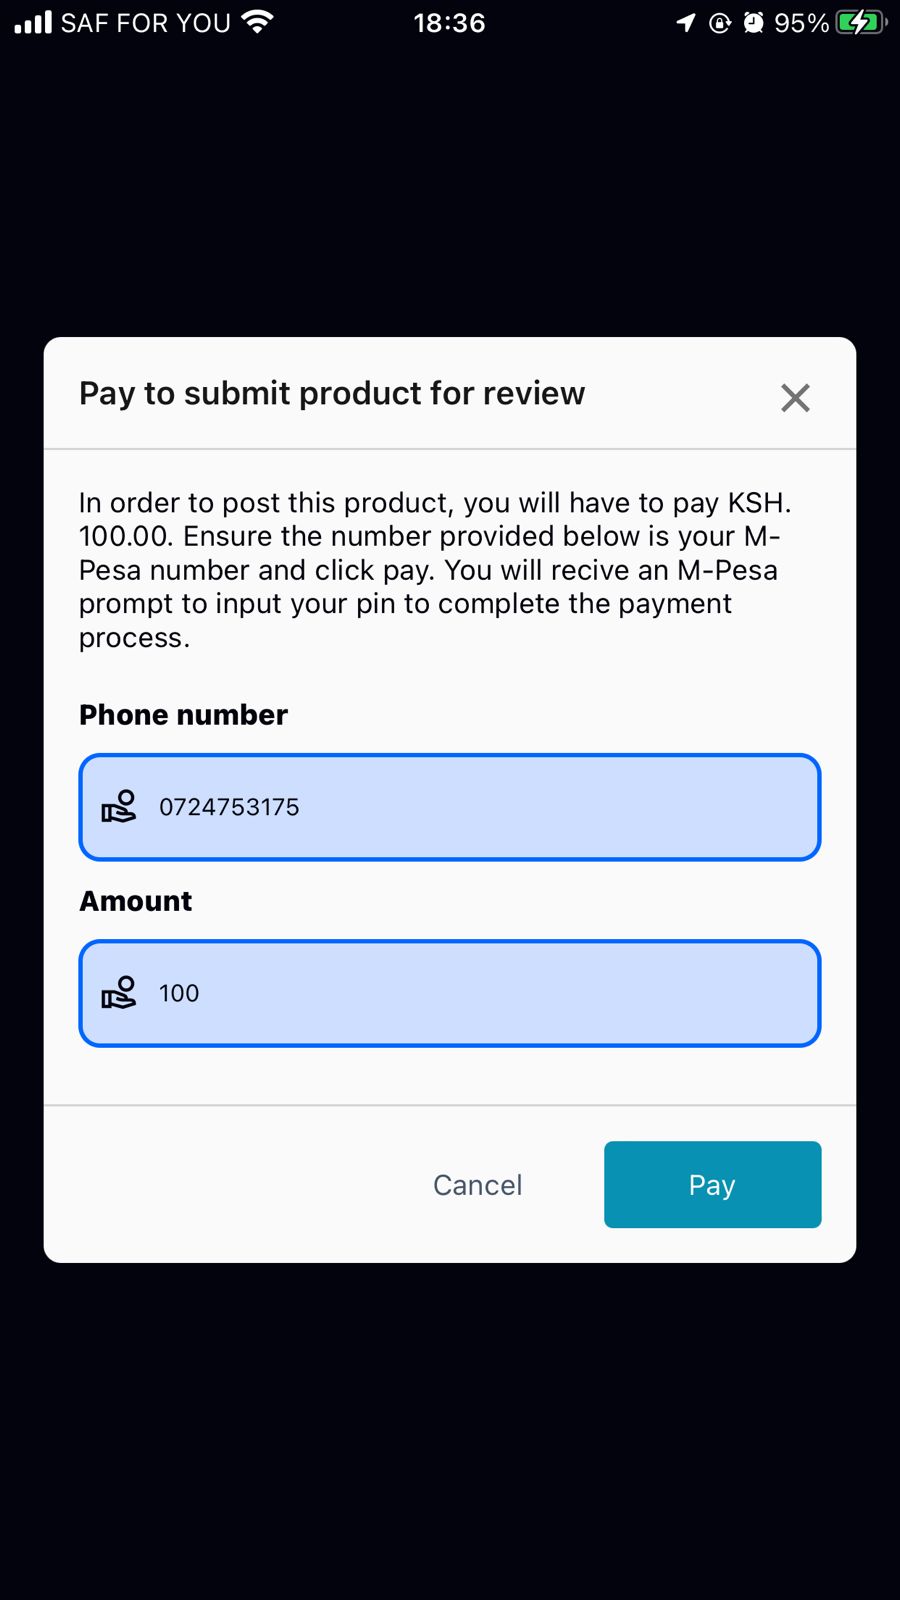 SAF FOR YOU 18:36 95%
Pay to submit product for review
In order to post this product, you will have to pay KSH.
100.00. Ensure the number provided below is your M-
Pesa number and click pay. You will recive an M-Pesa
prompt to input your pin to complete the payment
process.
Phone number
0724753175
Amount
100
Cancel Pay